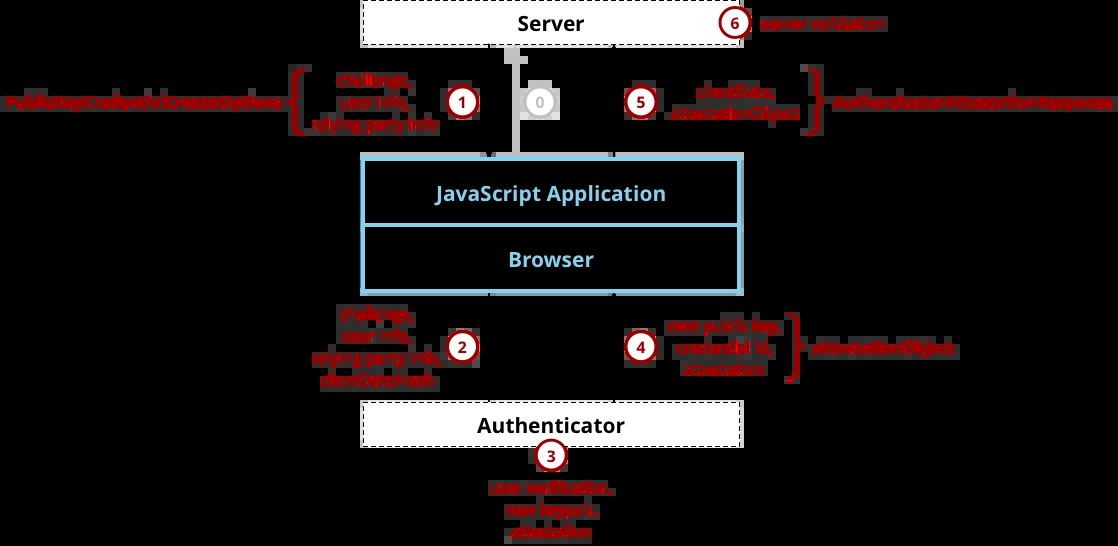 Server
6
server validation
PublicKeyCredentialCreationOptions
challenge,
user info,
relying party info
1
0
5
clientData,
attestationObject
AuthenticatorAttestationResponse
JavaScript Application
Browser
challenge,
user info,
relying party info,
clientDataHash
2
4
new public key,
credential id,
attestation
attestationObject
Authenticator
3
user verification,
new keypair,
attestation